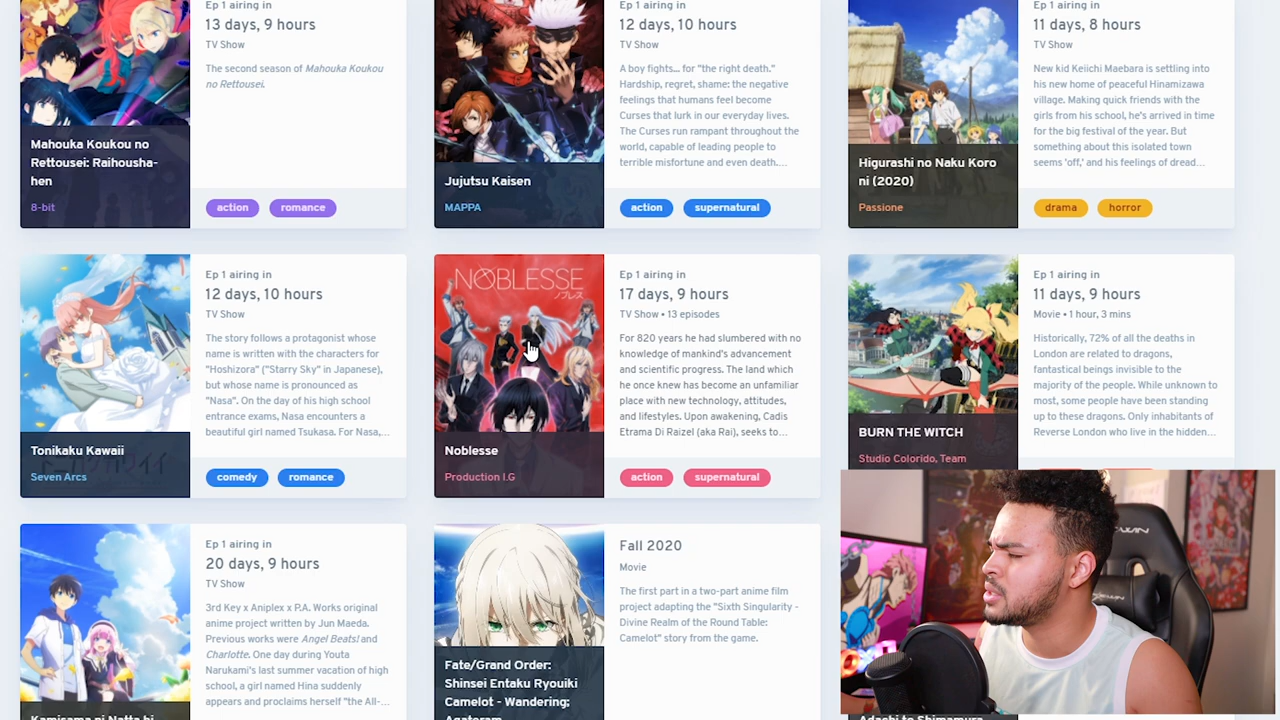 Ep 1 airing in
13 days, 9 hours
TV Show
The second season of Mahouka Koukou
no Rettousei.
Mahouka Koukou no
Rettousei: Raihousha-
hen
8-bit
action
romance
Ep 1 airing in
12 days, 10 hours
TV Show
A boy fights... for "the right death."
Hardship, regret, shame: the negative
feelings that humans feel become
Curses that lurk in our everyday lives.
The Curses run rampant throughout the
world, capable of leading people to
terrible misfortune and even death....
Jujutsu Kaisen
MAPPA
action
supernatural
Ep 1 airing in
11 days, 8 hours
TV Show
New kid Keiichi Maebara is settling into
his new home of peaceful Hinamizawa
village. Making quick friends with the
girls from his school, he's arrived in time
for the big festival of the year. But
something about this isolated town
seems 'off,' and his feelings of dread...
Higurashi no Naku Koro
ni (2020)
Passione
drama
horror
Ep 1 airing in
12 days, 10 hours
TV Show
The story follows a protagonist whose
name is written with the characters for
"Hoshizora" ("Starry Sky" in Japanese),
but whose name is pronounced as
"Nasa". On the day of his high school
entrance exams, Nasa encounters a
beautiful girl named Tsukasa. For Nasa,...
Tonikaku Kawaii
Seven Arcs
comedy
romance
NOBLESSE
ノブレス
Ep 1 airing in
17 days, 9 hours
TV Show • 13 episodes
For 820 years he had slumbered with no
knowledge of mankind's advancement
and scientific progress. The land which
he once knew has become an unfamiliar
place with new technology, attitudes,
and lifestyles. Upon awakening, Cadis
Etrama Di Raizel (aka Rai), seeks to...
Noblesse
Production I.G
action
supernatural
Ep 1 airing in
11 days, 9 hours
Movie • 1 hour, 3 mins
Historically, 72% of all the deaths in
London are related to dragons,
fantastical beings invisible to the
majority of the people. While unknown to
most, some people have been standing
up to these dragons. Only inhabitants of
Reverse London who live in the hidden...
BURN THE WITCH
Studio Colorido, Team
Ep 1 airing in
20 days, 9 hours
TV Show
3rd Key x Aniplex x P.A. Works original
anime project written by Jun Maeda.
Previous works were Angel Beats! and
Charlotte. One day during Youta
Narukami's last summer vacation of high
school, a girl named Hina suddenly
appears and proclaims herself "the All-...
Kamisama ni Natta hi
Fall 2020
Movie
The first part in a two-part anime film
project adapting the "Sixth Singularity -
Divine Realm of the Round Table:
Camelot" story from the game.
Fate/Grand Order:
Shinsei Entaku Ryouiki
Camelot - Wandering;
Agateram
Adachi to Shimamura